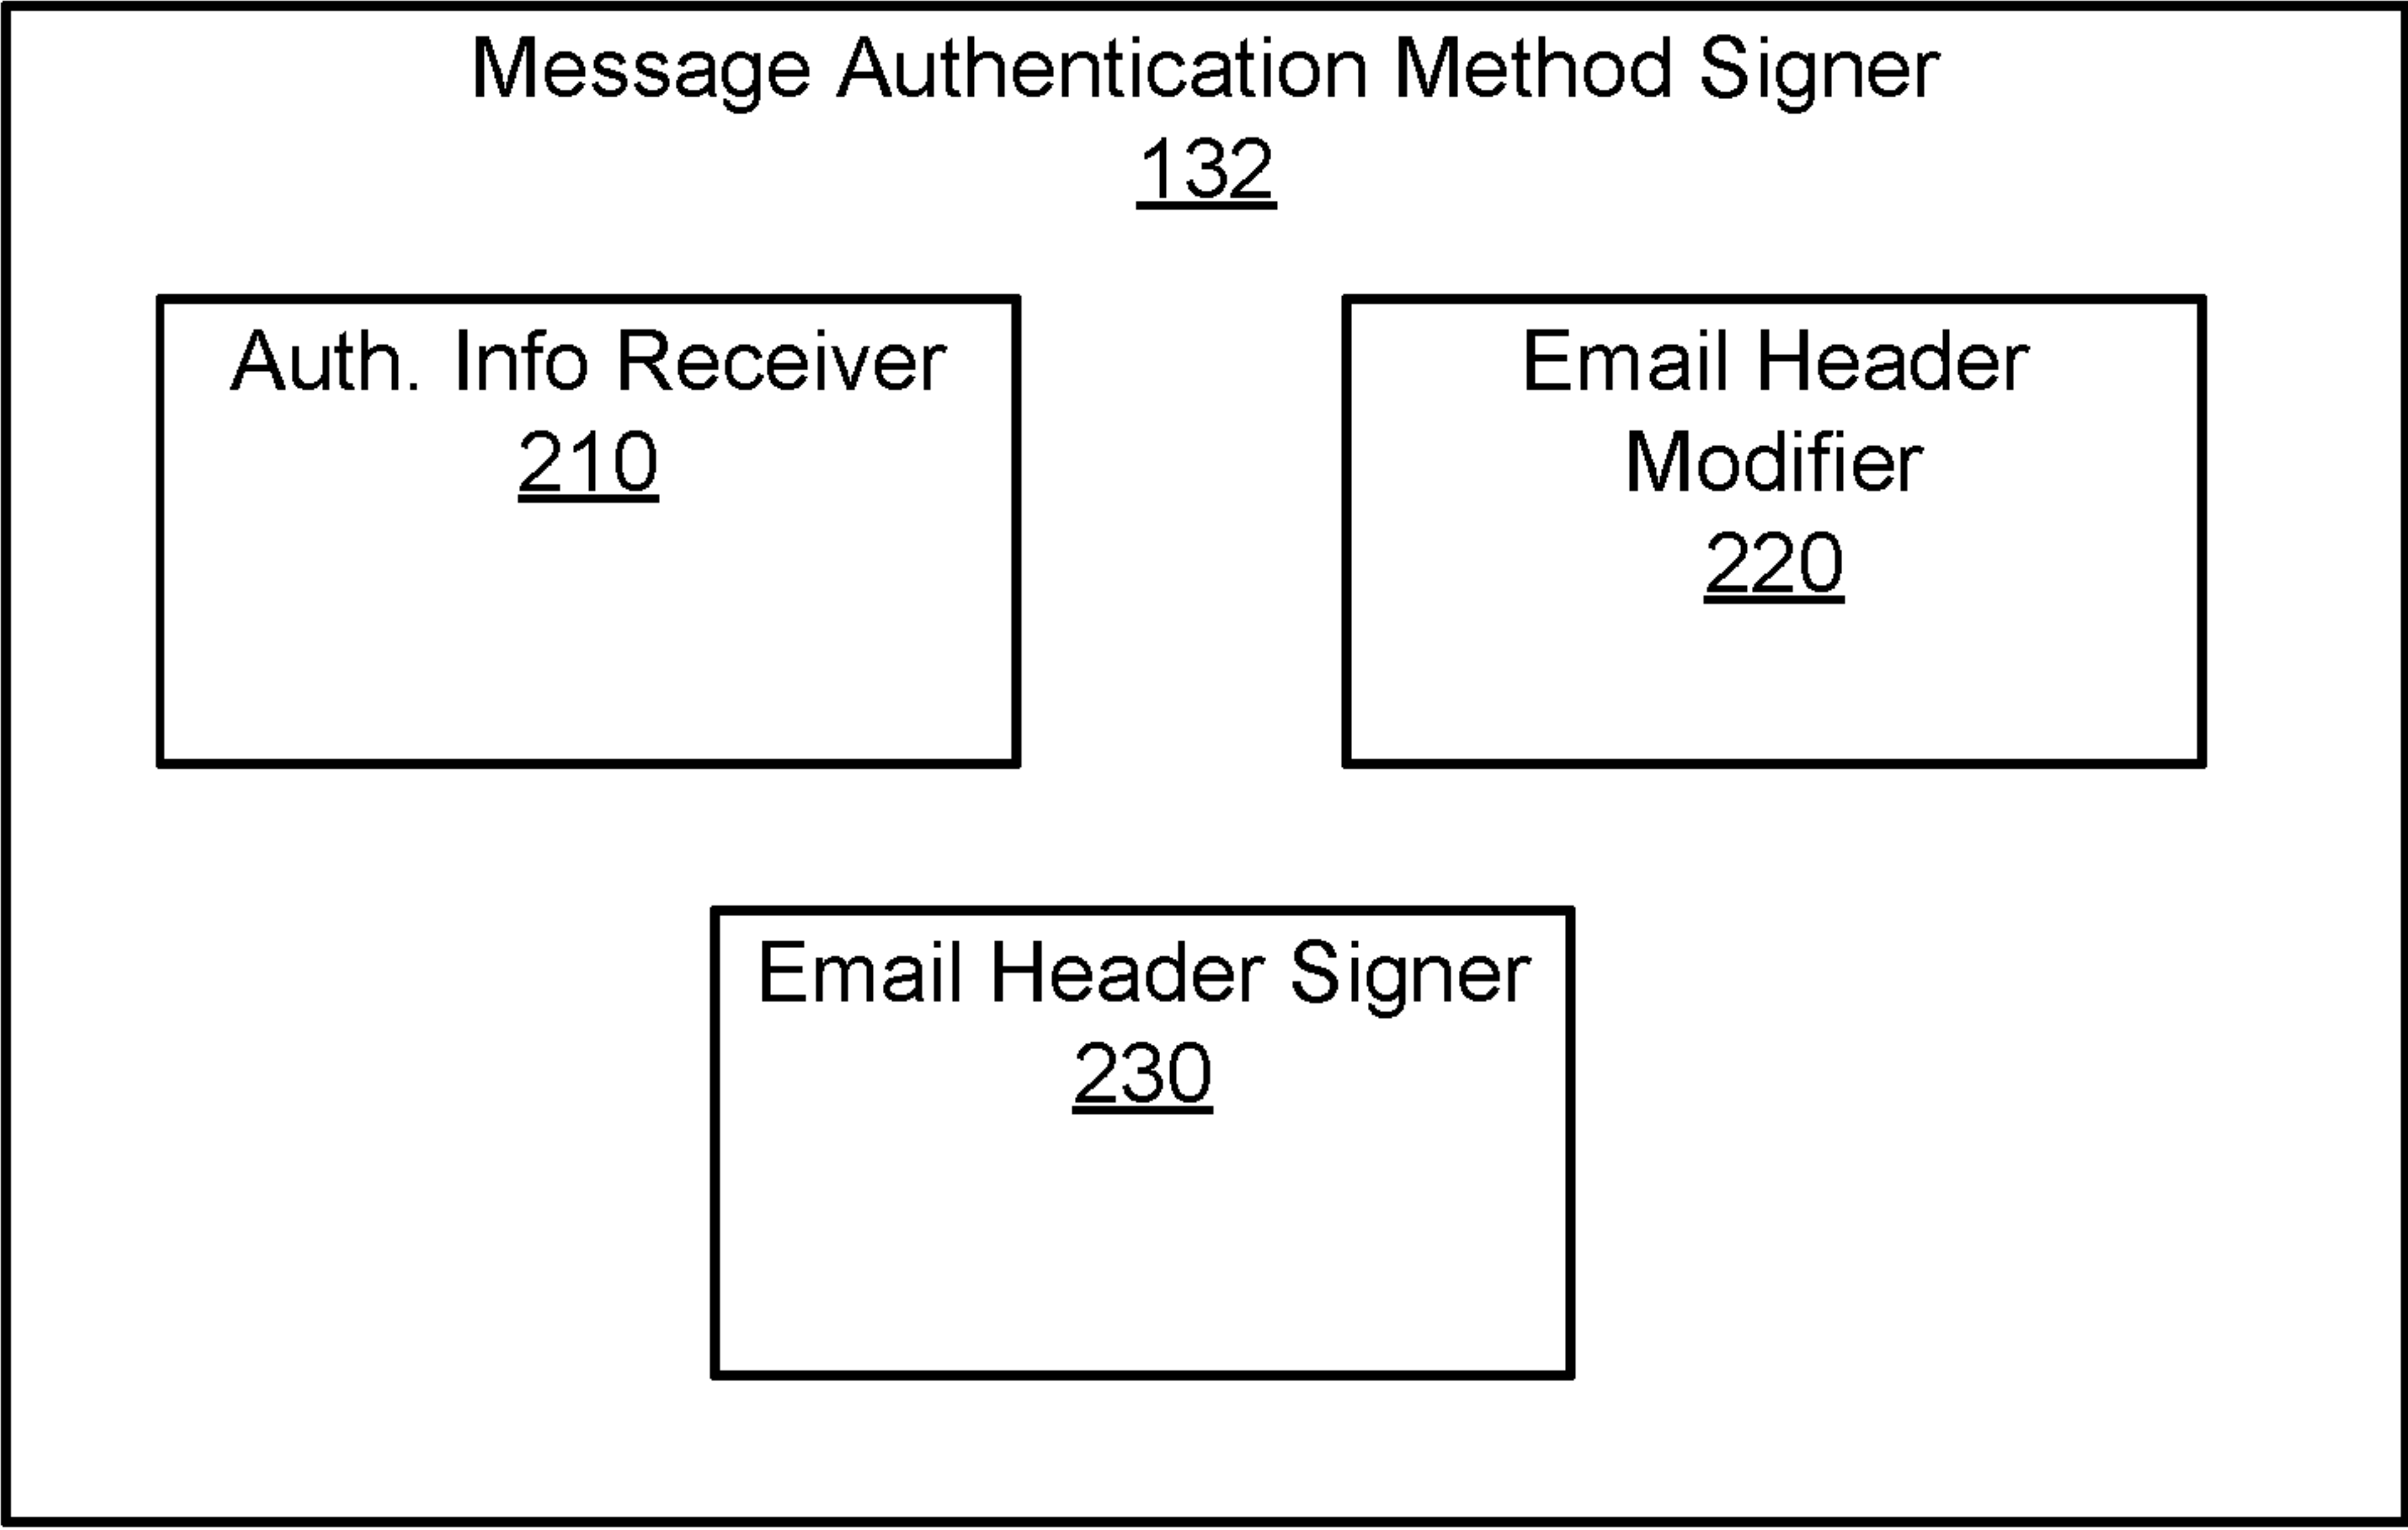 Message Authentication Method Signer
132
Auth. Info Receiver
210
Email Header
Modifier
220
Email Header Signer
230